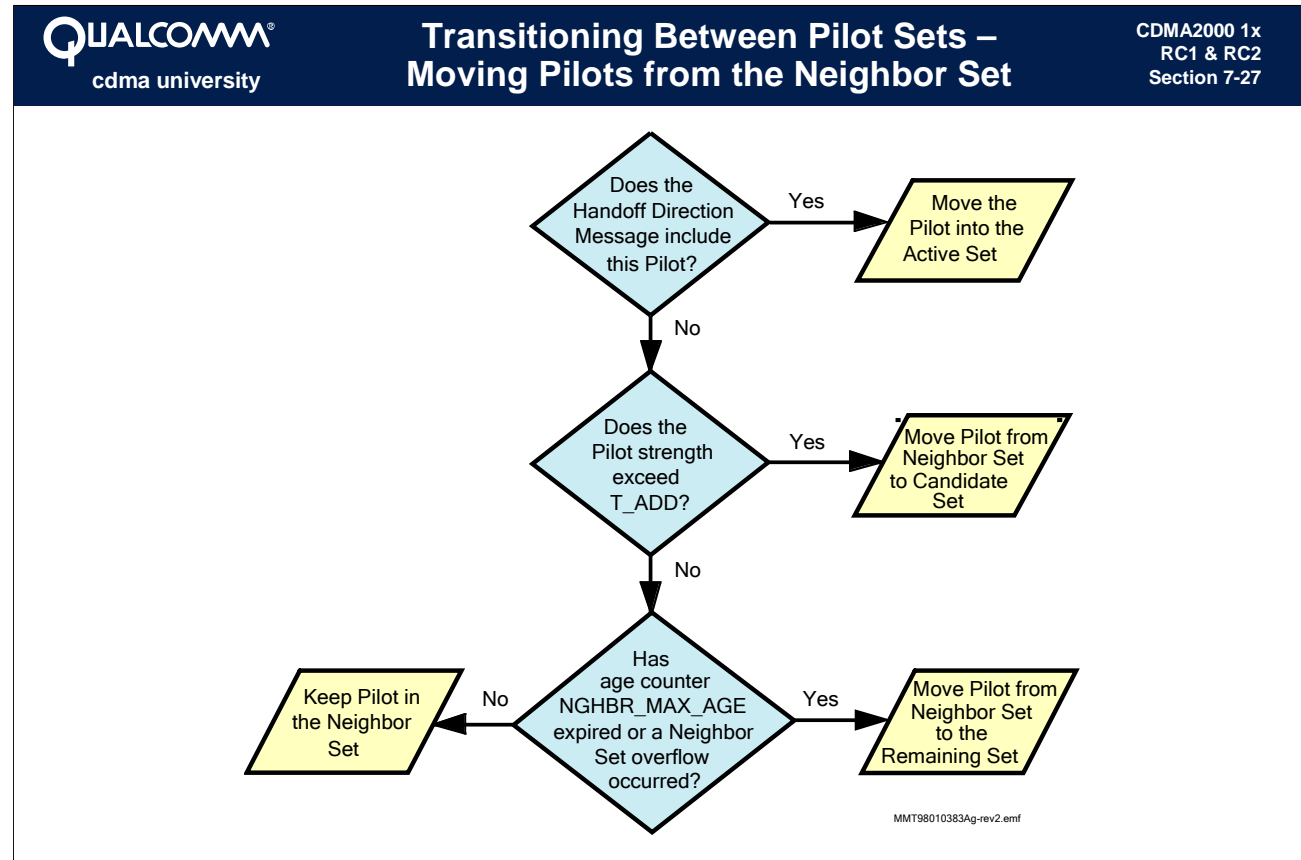 QUALCOMM®
cdma university
Transitioning Between Pilot Sets –
Moving Pilots from the Neighbor Set
CDMA2000 1x
RC1 & RC2
Section 7-27
Does the
Handoff Direction
Message include
this Pilot?
Yes
Move the
Pilot into the
Active Set
No
Does the
Pilot strength
exceed
T_ADD?
Yes
Move Pilot from
Neighbor Set
to Candidate
Set
No
Has
age counter
NGHBR_MAX_AGE
expired or a Neighbor
Set overflow
occurred?
No
Keep Pilot in
the Neighbor
Set
Yes
Move Pilot from
Neighbor Set
to the
Remaining Set
MMT98010383Ag-rev2.emf